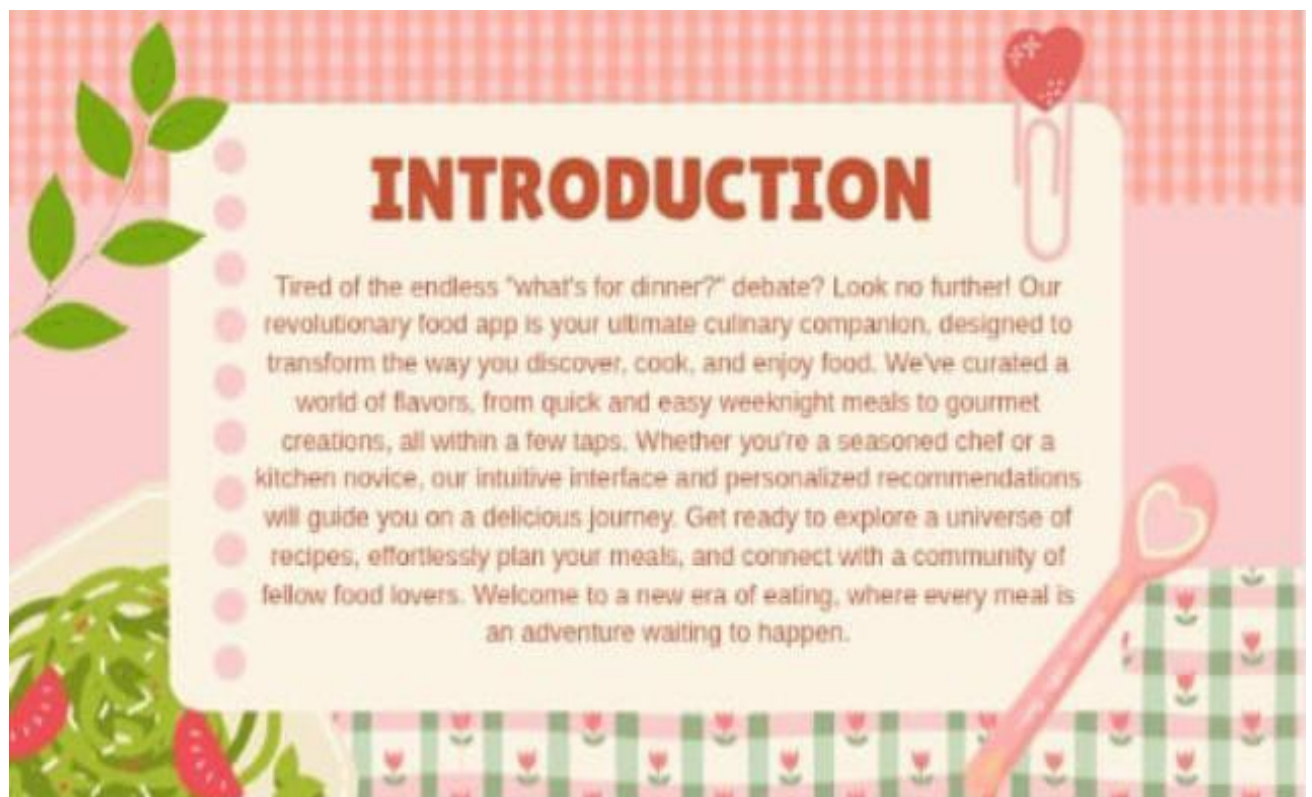 INTRODUCTION
Tired of the endless "what's for dinner?" debate? Look no further! Our
revolutionary food app is your ultimate culinary companion, designed to
transform the way you discover, cook, and enjoy food. We've curated a
world of flavors, from quick and easy weeknight meals to gourmet
creations, all within a few taps. Whether you're a seasoned chef or a
kitchen novice, our intuitive interface and personalized recommendations
will guide you on a delicious journey. Get ready to explore a universe of
recipes, effortlessly plan your meals, and connect with a community of
fellow food lovers. Welcome to a new era of eating, where every meal is
an adventure waiting to happen.